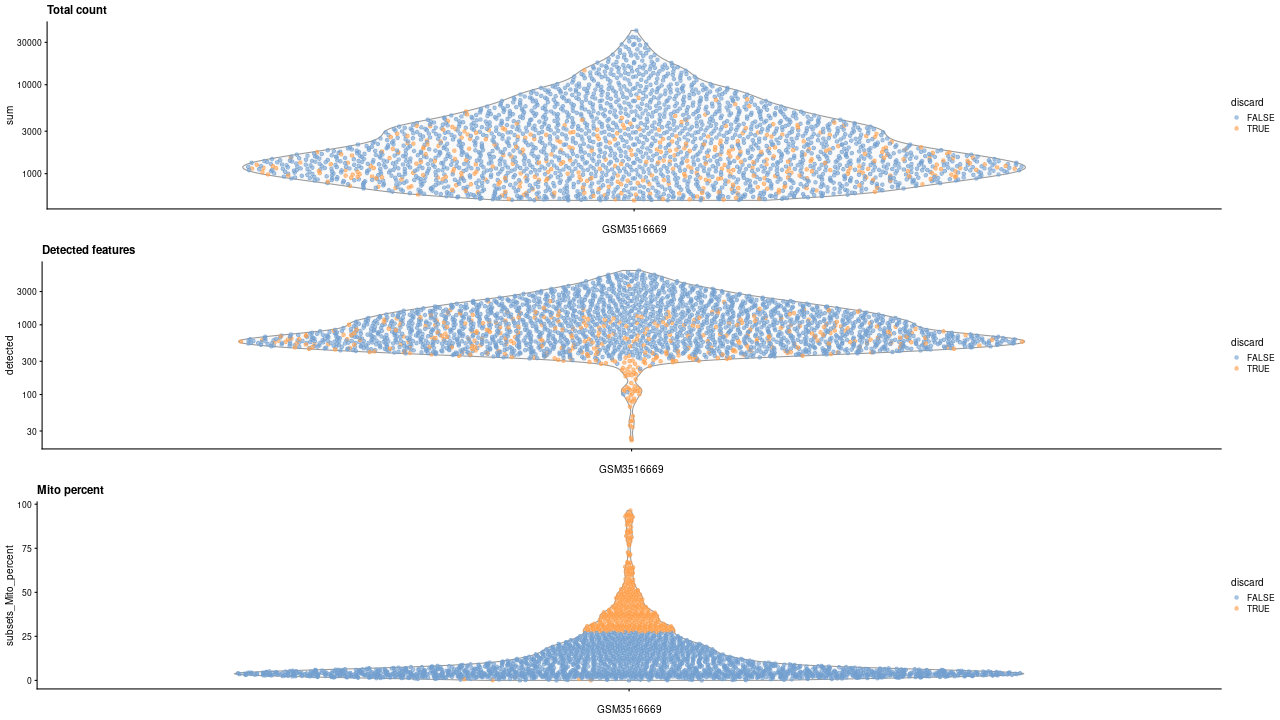 Total count
30000
10000
3000
1000
sum
GSM3516669
discard
FALSE
TRUE
Detected features
3000
1000
300
100
30
detected
GSM3516669
discard
FALSE
TRUE
Mito percent
100
75
50
25
0
subsets_Mito_percent
GSM3516669
discard
FALSE
TRUE